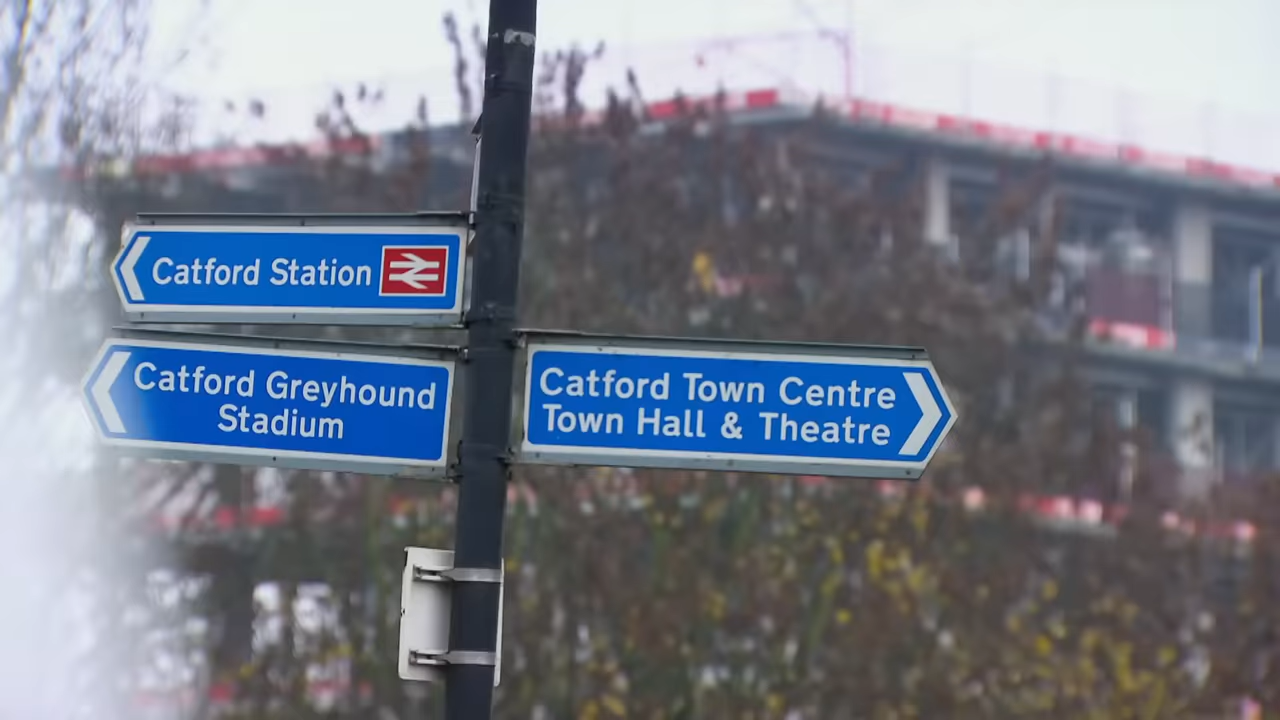 Catford Station
Catford Greyhound
Stadium
Catford Town Centre
Town Hall & Theatre